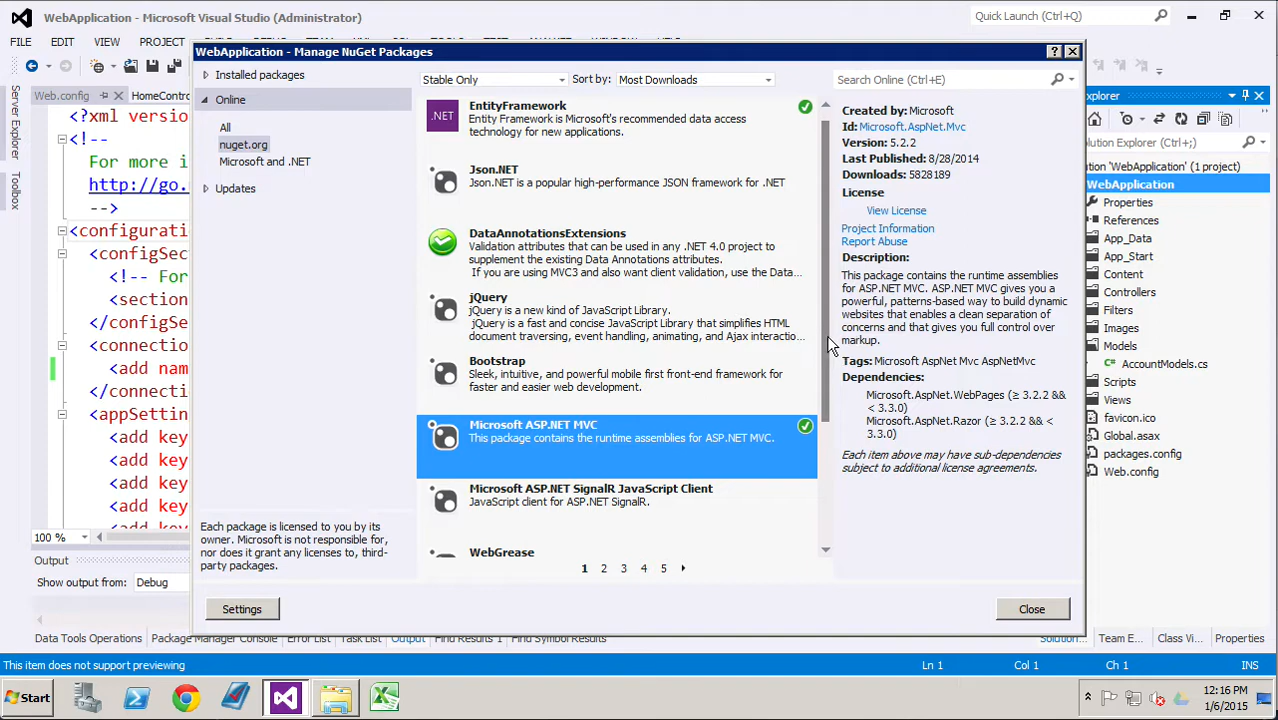 WebApplication - Microsoft Visual Studio (Administrator)
Quick Launch (Ctrl+Q)
FILE EDIT VIEW PROJECT
WebApplication - Manage NuGet Packages
Installed packages
Online
All
nuget.org
Microsoft and .NET
Updates
Each package is licensed to you by its
owner. Microsoft is not responsible for,
nor does it grant any licenses to, third-
party packages.
Settings
Stable Only
Sort by: Most Downloads
.NET
EntityFramework
Entity Framework is Microsoft's recommended data access
technology for new applications.
Json.NET
Json.NET is a popular high-performance JSON framework for .NET
DataAnnotationsExtensions
Validation attributes that can be used in any .NET 4.0 project to
supplement the existing Data Annotations attributes.
If you are using MVC3 and also want client validation, use the Data...
jQuery
jQuery is a new kind of JavaScript Library.
jQuery is a fast and concise JavaScript Library that simplifies HTML
document traversing, event handling, animating, and Ajax interactio...
Bootstrap
Sleek, intuitive, and powerful mobile first front-end framework for
faster and easier web development.
Microsoft ASP.NET MVC
This package contains the runtime assemblies for ASP.NET MVC.
Microsoft ASP.NET SignalR JavaScript Client
JavaScript client for ASP.NET SignalR.
WebGrease
1 2 3 4 5
Search Online (Ctrl+E)
Created by: Microsoft
Id: Microsoft.AspNet.Mvc
Version: 5.2.2
Last Published: 8/28/2014
Downloads: 5828189
License
View License
Project Information
Report Abuse
Description:
This package contains the runtime assemblies
for ASP.NET MVC. ASP.NET MVC gives you a
powerful, patterns-based way to build dynamic
websites that enables a clean separation of
concerns and that gives you full control over
markup.
Tags: Microsoft AspNet Mvc AspNetMvc
Dependencies:
Microsoft.AspNet.WebPages (≥ 3.2.2 &&
< 3.3.0)
Microsoft.AspNet.Razor (≥ 3.2.2 && <
3.3.0)
Each item above may have sub-dependencies
subject to additional license agreements.
Close
Server Explorer
Toolbox
Web.config
HomeContro
<?xml versio
<!--
For more i
http://go.
-->
<configurati
<configSec
<!-- For
<section
</configSe
<connectio
<add nam
</connecti
<appSettin
<add key
<add key
<add key
<add key
<add key
100 %
Output
Show output from: Debug
xplorer
olution Explorer (Ctrl+;)
olution 'WebApplication' (1 project)
WebApplication
Properties
References
App_Data
App_Start
Content
Controllers
Filters
Images
Models
AccountModels.cs
Scripts
Views
favicon.ico
Global.asax
packages.config
Web.config
Data Tools Operations Package Manager Console Error List Task List Output Find Results 1 Find Symbol Results
Solution... Team E... Class Vi... Properties
This item does not support previewing
Ln 1 Col 1 Ch 1 INS
Start
12:16 PM
1/6/2015